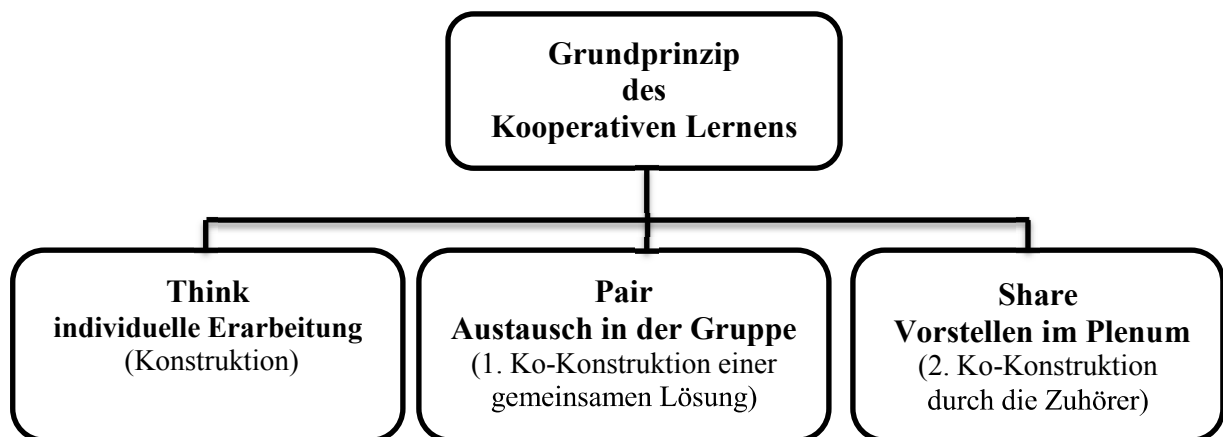 Grundprinzip
des
Kooperativen Lernens
Think
individuelle Erarbeitung
(Konstruktion)
Pair
Austausch in der Gruppe
(1. Ko-Konstruktion einer
gemeinsamen Lösung)
Share
Vorstellen im Plenum
(2. Ko-Konstruktion
durch die Zuhörer)